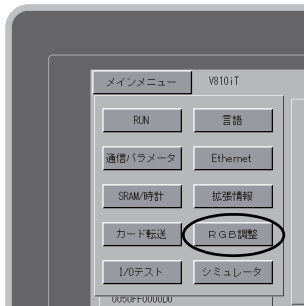 メインメニュー V810iT
RUN 言語
通信パラメータ Ethernet
SRAM/時計 拡張情報
カード転送 RGB調整
I/Oテスト シミュレータ